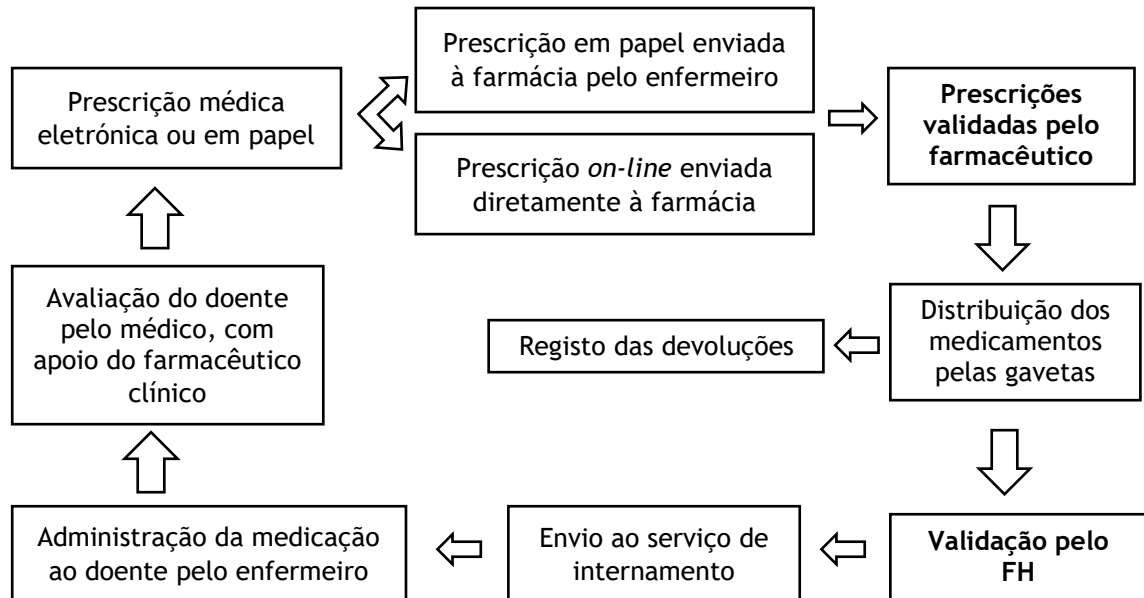 Prescrição médica
eletrónica ou em papel
Prescrição em papel enviada
à farmácia pelo enfermeiro
Prescrição on-line enviada
diretamente à farmácia
Prescrições
validadas pelo
farmacêutico
Distribuição dos
medicamentos
pelas gavetas
Registo das devoluções
Validação pelo
FH
Envio ao serviço de
internamento
Administração da medicação
ao doente pelo enfermeiro
Avaliação do doente
pelo médico, com
apoio do farmacêutico
clínico